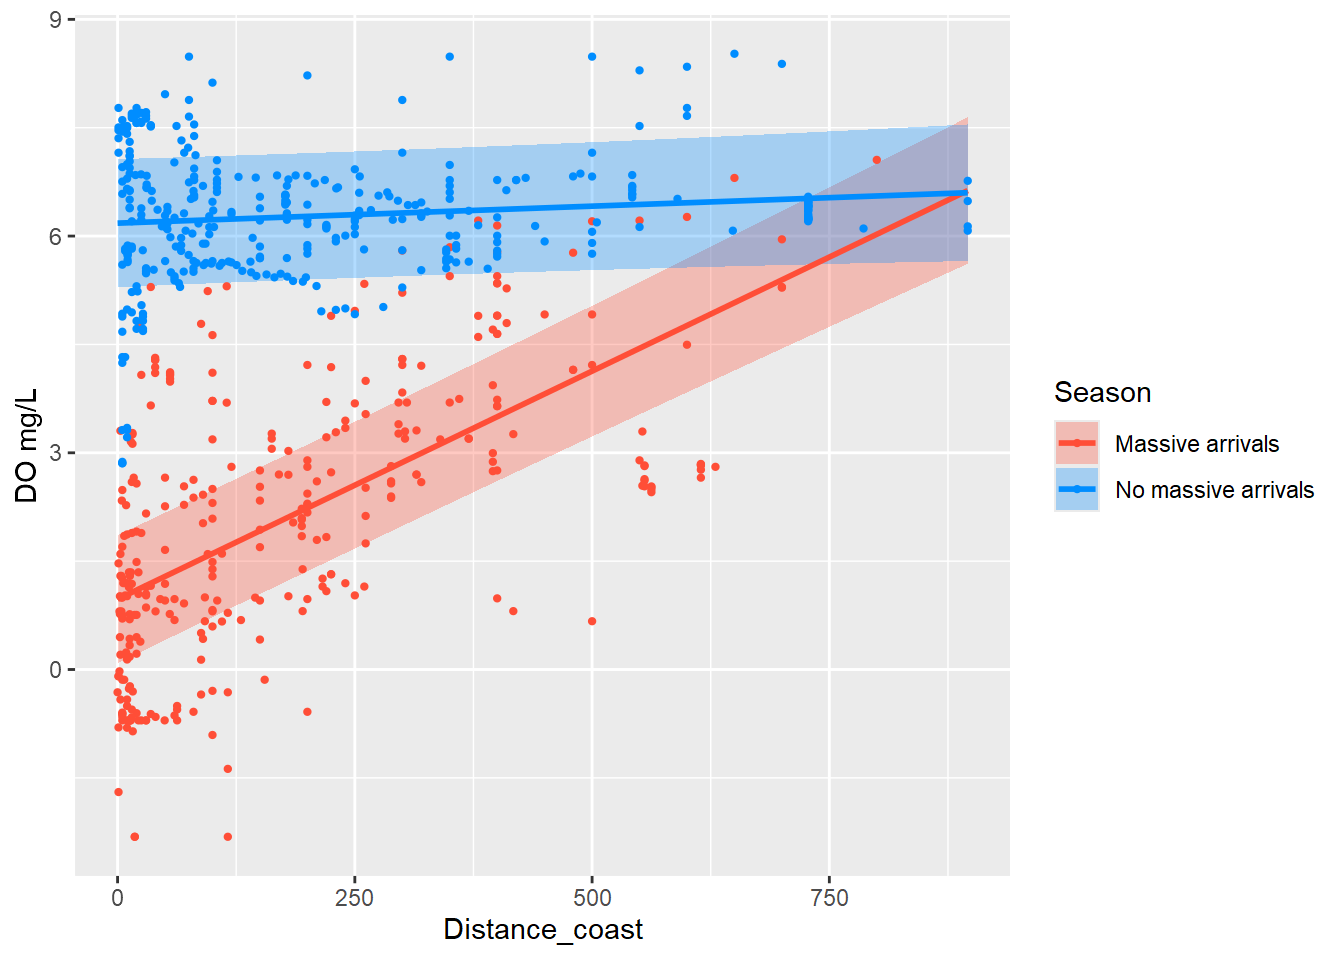 9
6
3
0
DO mg/L
0 250 500 750
Distance_coast
Season
Massive arrivals
No massive arrivals